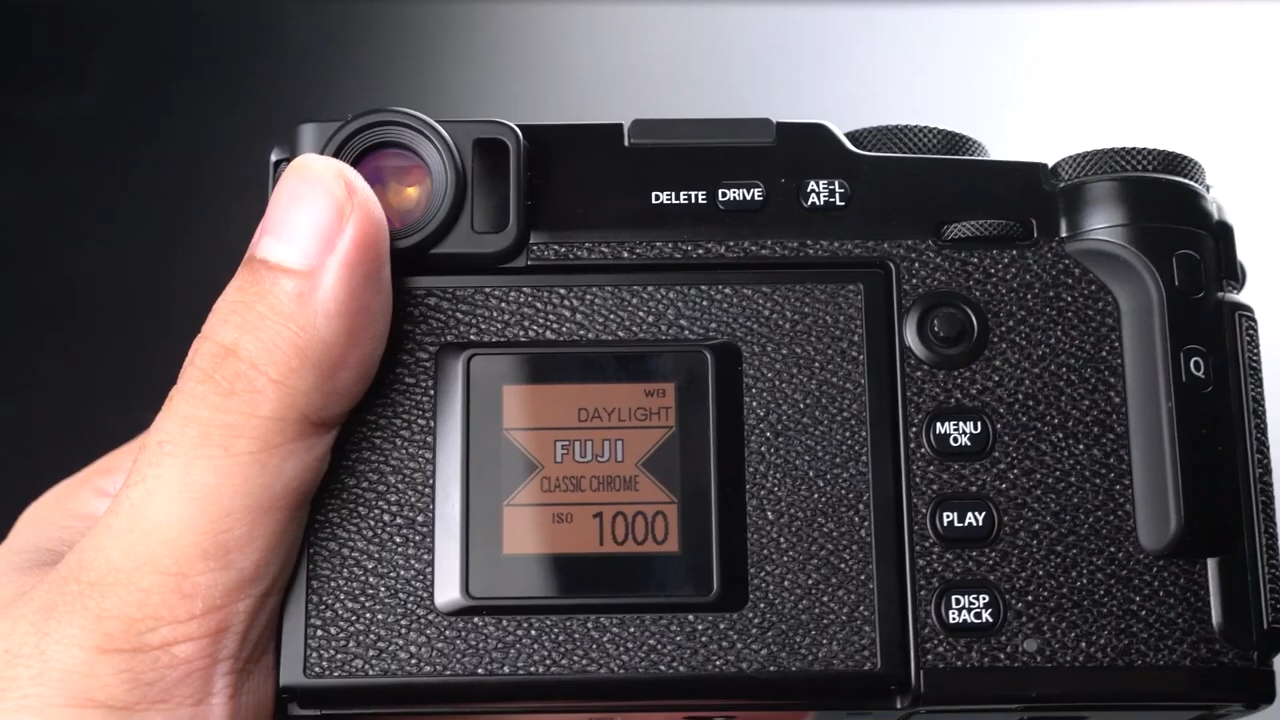 DELETE DRIVE AE-L
AF-L
WB
DAYLIGHT
FUJI
CLASSIC CHROME
ISO 1000
Q
MENU
OK
PLAY
DISP
BACK